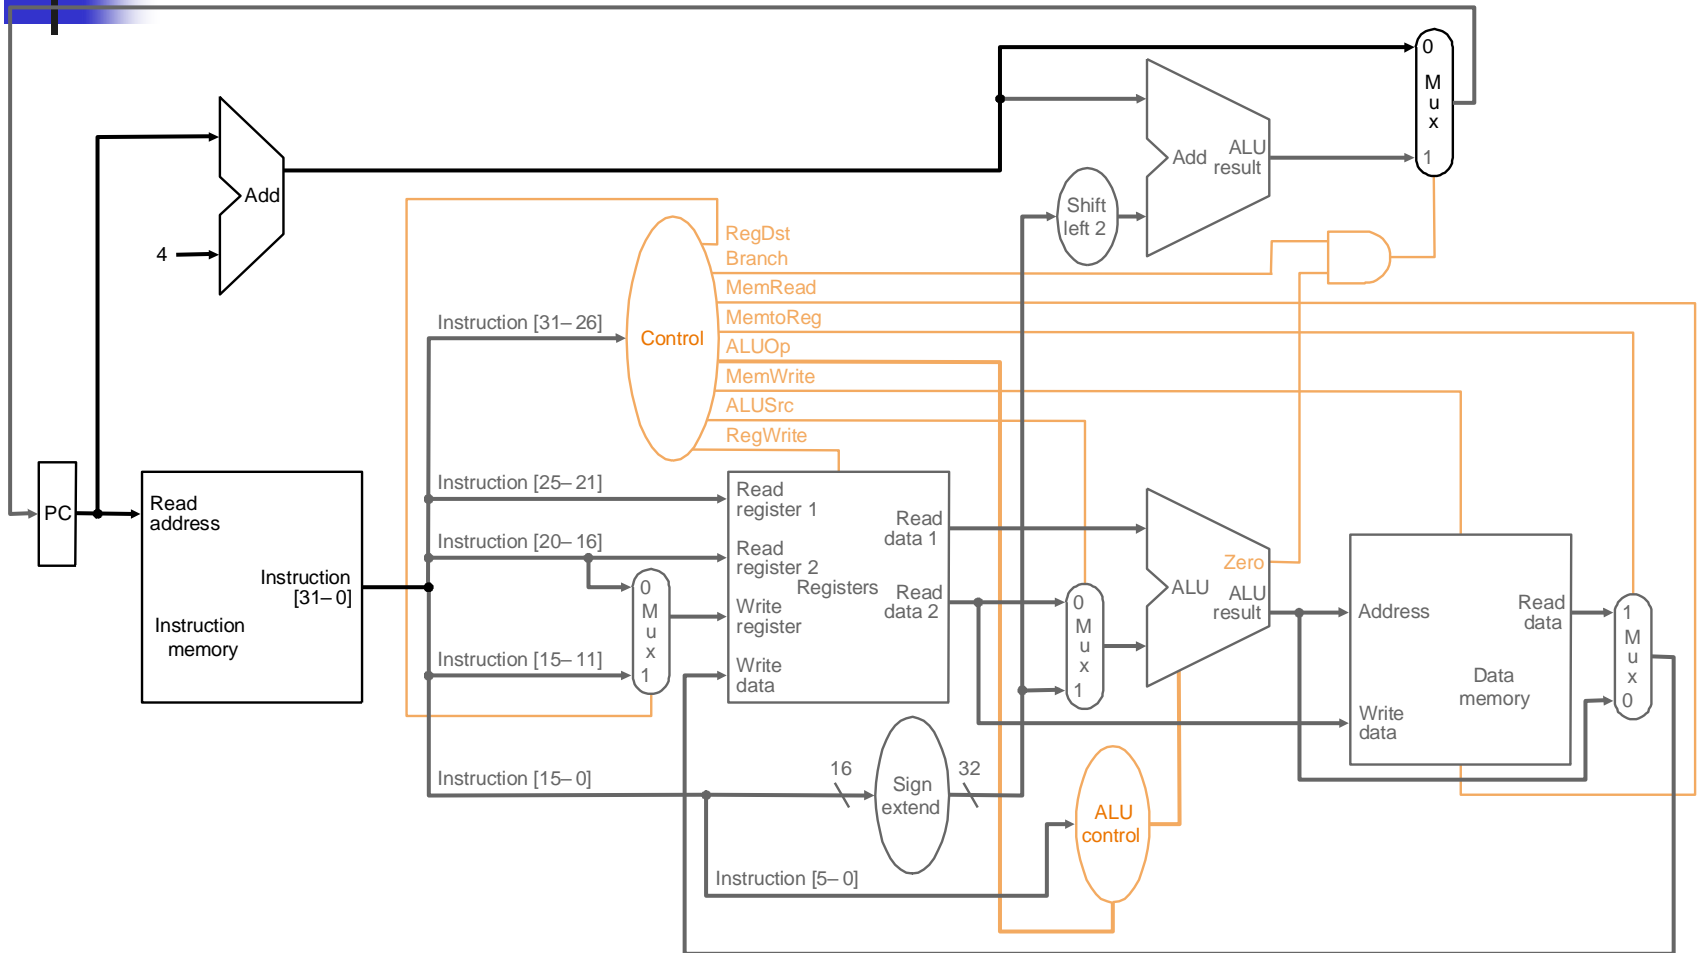 0
M
u
x
1
Add
ALU
result
Add
4
Shift
left 2
RegDst
Branch
MemRead
MemtoReg
ALUOp
MemWrite
ALUSrc
RegWrite
Control
Instruction [31–26]
Instruction [25–21]
Instruction [20–16]
Instruction [15–11]
Instruction [15–0]
Instruction [5–0]
PC
Read
address
Instruction
[31–0]
Instruction
memory
0
M
u
x
1
Read
register 1
Read
register 2
Write
register
Write
data
Registers
Read
data 1
Read
data 2
0
M
u
x
1
Zero
ALU
ALU
result
Address
Read
data
Data
memory
Write
data
1
M
u
x
0
16
Sign
extend
32
ALU
control